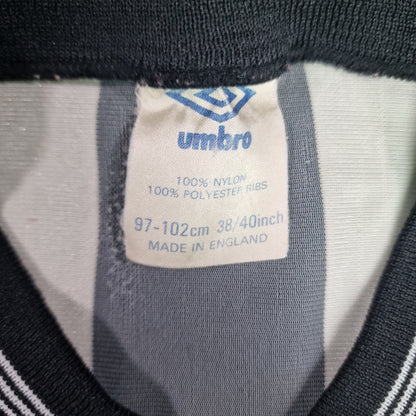 umbro
100% NYLON
100% POLYESTER RIBS
97-102cm 38/40inch
MADE IN ENGLAND